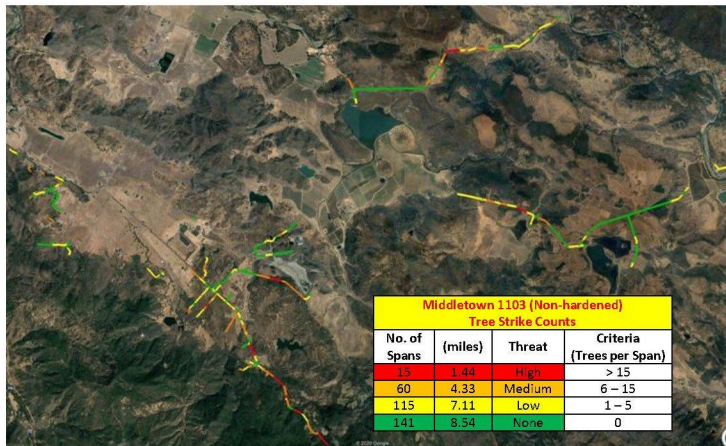 Middletown 1103 (Non-hardened)
Tree Strike Counts
No. of Spans (miles) Threat Criteria (Trees per Span)
15 1.44 High > 15
60 4.33 Medium 6 – 15
115 7.11 Low 1 – 5
141 8.54 None 0
© 2020 Google